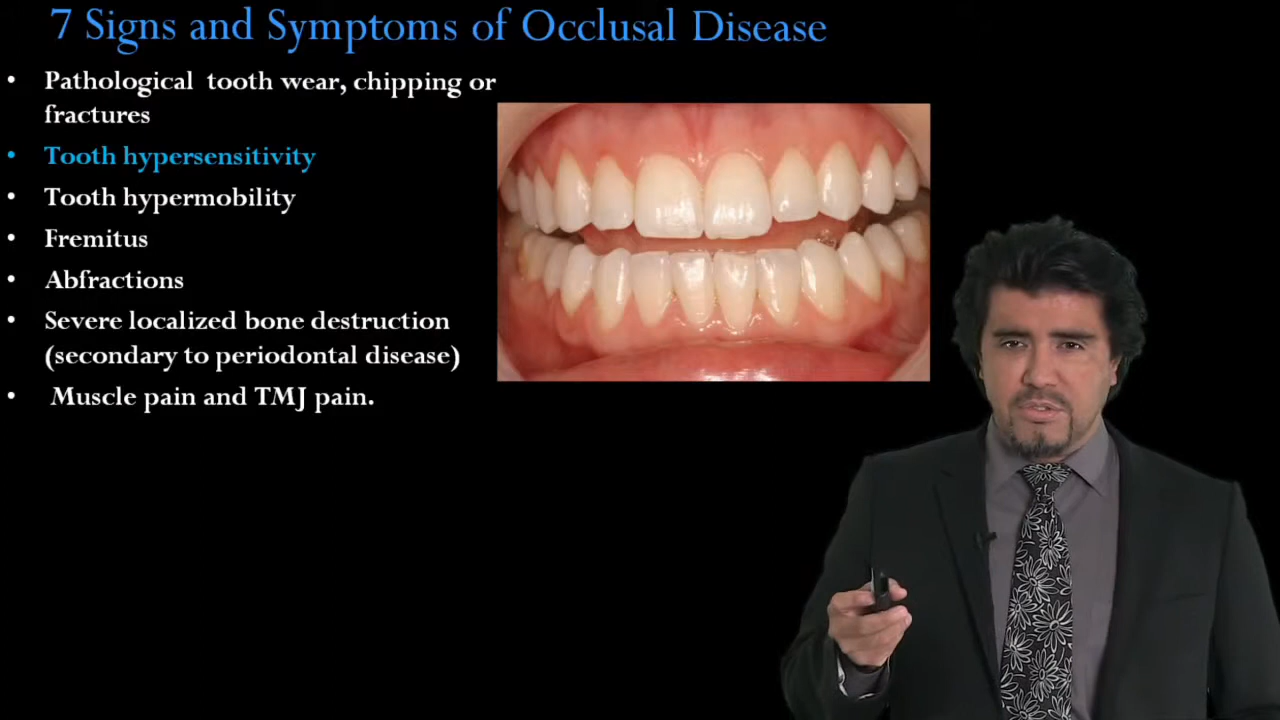 7 Signs and Symptoms of Occlusal Disease
• Pathological tooth wear, chipping or
fractures
• Tooth hypersensitivity
• Tooth hypermobility
• Fremitus
• Abfractions
• Severe localized bone destruction
(secondary to periodontal disease)
• Muscle pain and TMJ pain.